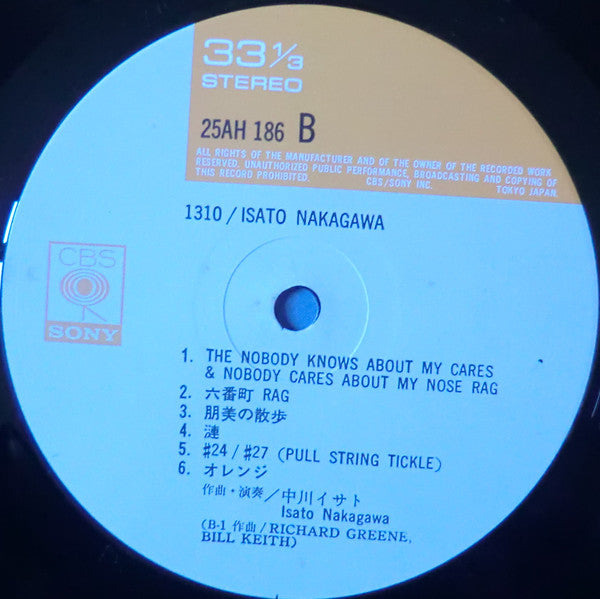 33 1/3
STEREO
25AH 186 B
ALL RIGHTS OF THE MANUFACTURER AND OF THE OWNER OF THE RECORDED WORK
RESERVED. UNAUTHORIZED PUBLIC PERFORMANCE, BROADCASTING AND COPYING OF
THIS RECORD PROHIBITED. CBS/SONY INC. TOKYO JAPAN.
1310/ISATO NAKAGAWA
CBS
SONY
1. THE NOBODY KNOWS ABOUT MY CARES
& NOBODY CARES ABOUT MY NOSE RAG
2. 六番町 RAG
3. 朋美の散歩
4. 漣
5. #24/#27 (PULL STRING TICKLE)
6. オレンジ
作曲・演奏/中川イサト
Isato Nakagawa
(B-1 作曲/RICHARD GREENE,
BILL KEITH)